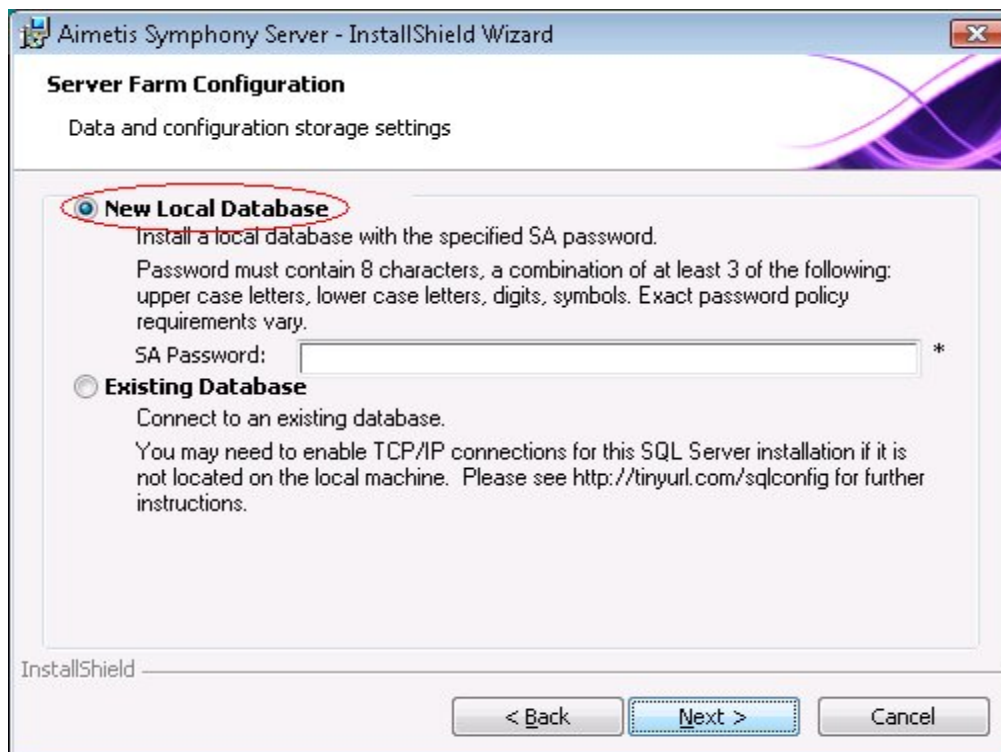 Aimetis Symphony Server - InstallShield Wizard
Server Farm Configuration
Data and configuration storage settings
New Local Database
Install a local database with the specified SA password.
Password must contain 8 characters, a combination of at least 3 of the following:
upper case letters, lower case letters, digits, symbols. Exact password policy
requirements vary.
SA Password: *
Existing Database
Connect to an existing database.
You may need to enable TCP/IP connections for this SQL Server installation if it is
not located on the local machine.  Please see http://tinyurl.com/sqlconfig for further
instructions.
InstallShield
< Back Next > Cancel